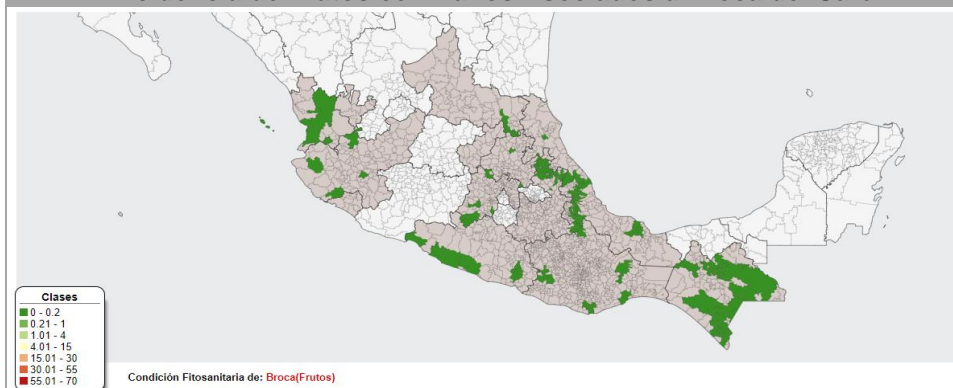 Clases
0 - 0.2
0.21 - 1
1.01 - 4
4.01 - 15
15.01 - 30
30.01 - 55
55.01 - 70
Condición Fitosanitaria de: Broca(Frutos)